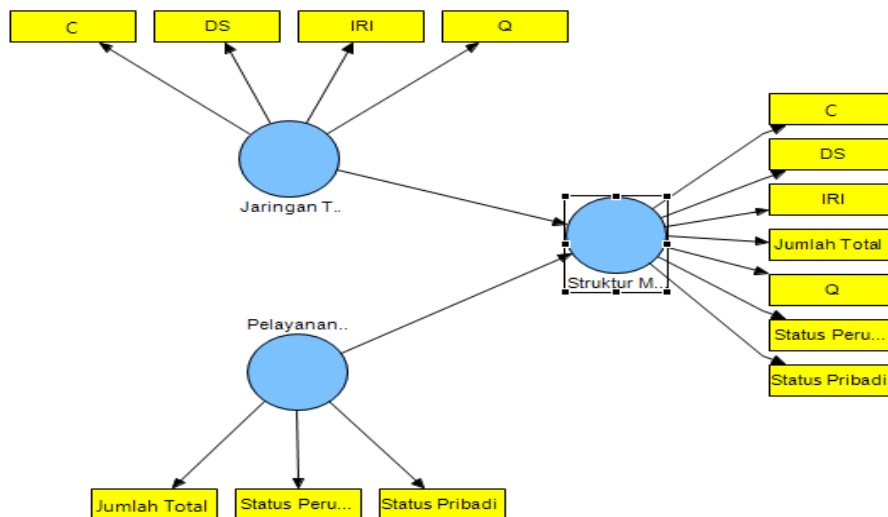 C
DS
IRI
Q
Jaringan T..
C
DS
IRI
Jumlah Total
Q
Status Peru...
Status Pribadi
Struktur M...
Pelayanan..
Jumlah Total
Status Peru...
Status Pribadi